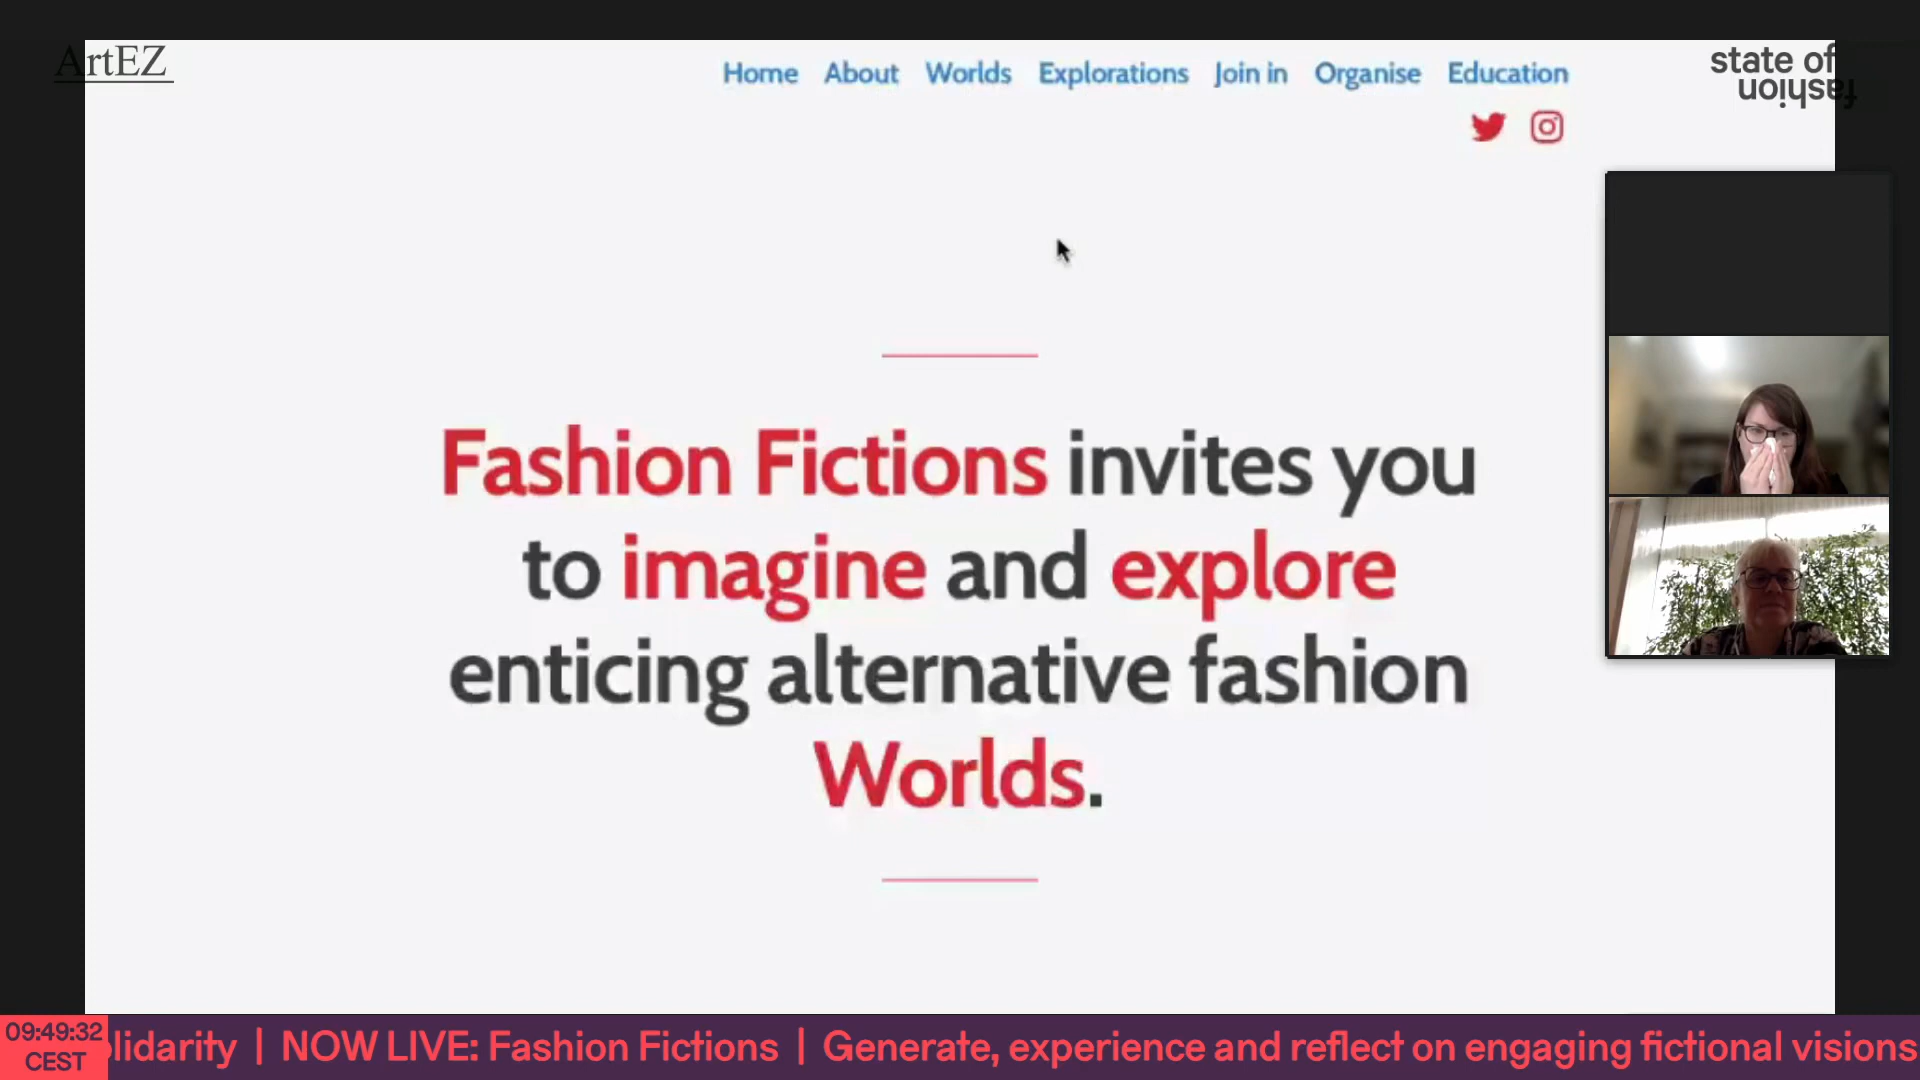 ArtEZ
Home About Worlds Explorations Join in Organise Education
state of
fashion
Fashion Fictions invites you
to imagine and explore
enticing alternative fashion
Worlds.
09:49:32
CEST
lidarity | NOW LIVE: Fashion Fictions | Generate, experience and reflect on engaging fictional visions